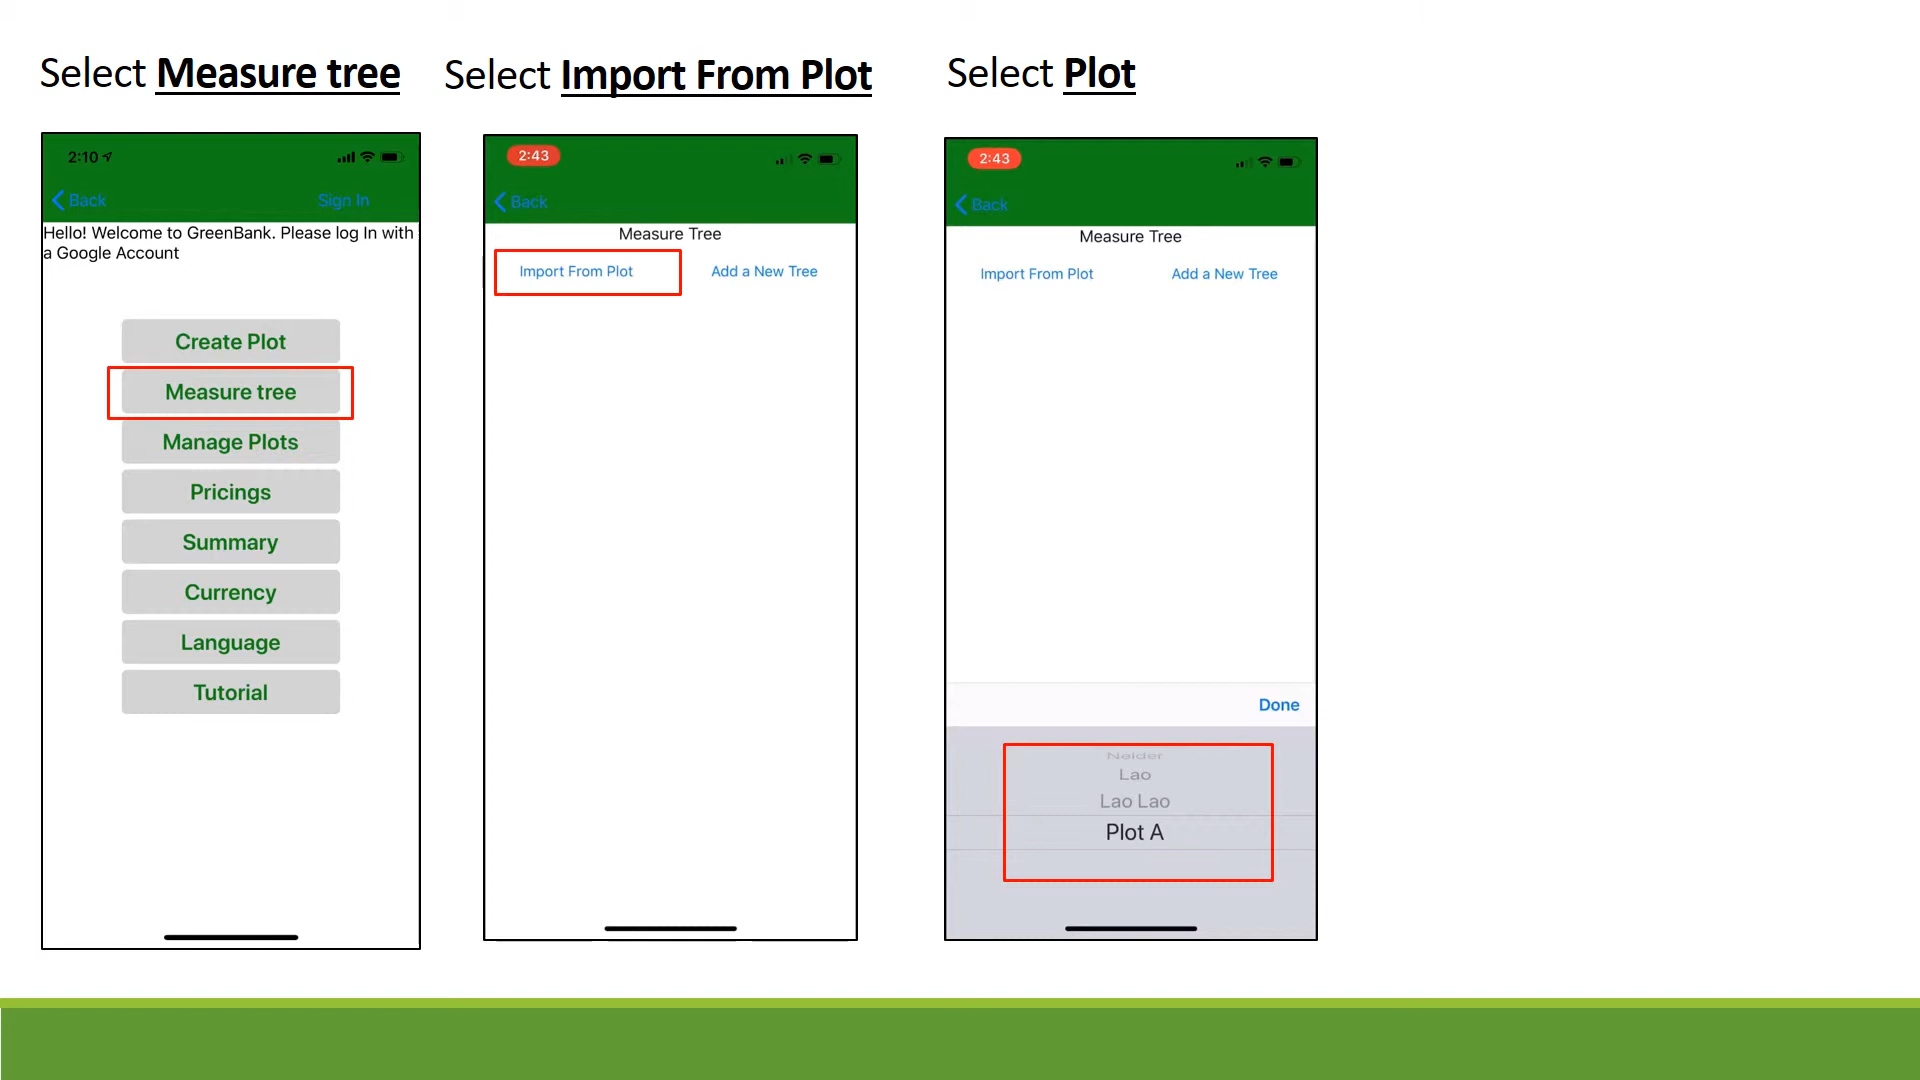 Select Measure tree
2:10
Back
Sign In
Hello! Welcome to GreenBank. Please log In with
a Google Account
Create Plot
Measure tree
Manage Plots
Pricings
Summary
Currency
Language
Tutorial
Select Import From Plot
2:43
Back
Measure Tree
Import From Plot
Add a New Tree
Select Plot
2:43
Back
Measure Tree
Import From Plot
Add a New Tree
Done
Nelder
Lao
Lao Lao
Plot A